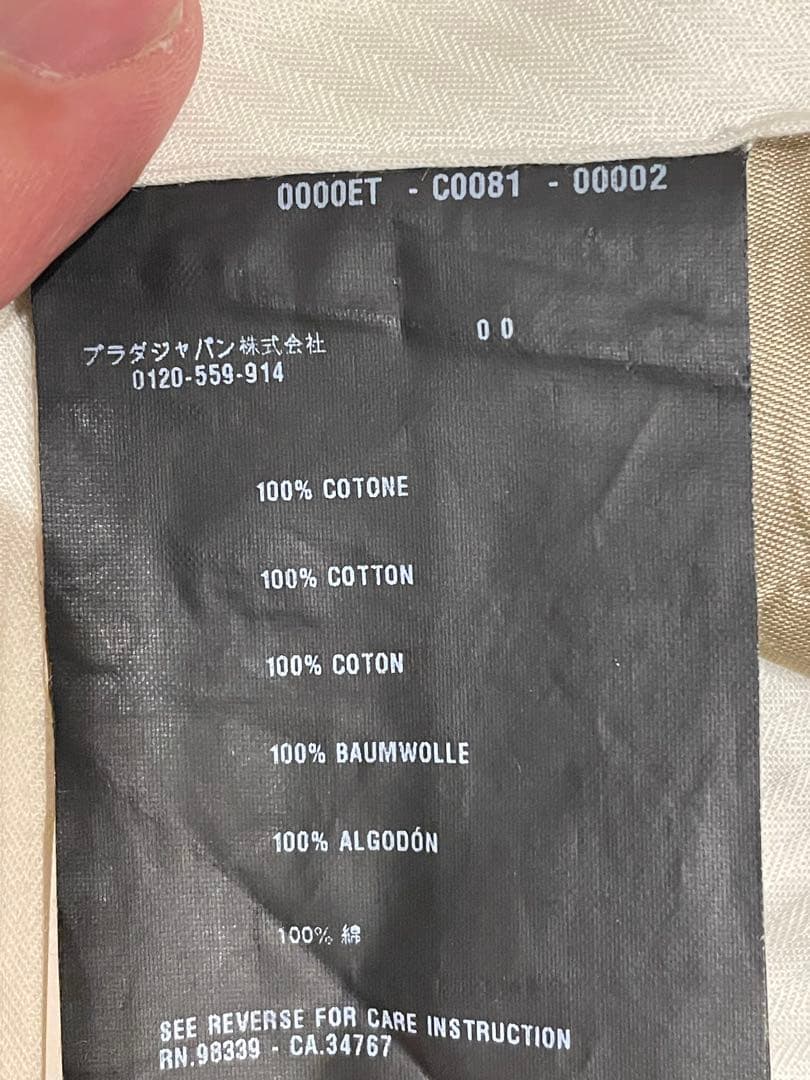 0000ET - C0081 - 00002
プラダジャパン株式会社
0120-559-914
00
100% COTONE
100% COTTON
100% COTON
100% BAUMWOLLE
100% ALGODÓN
100% 綿
SEE REVERSE FOR CARE INSTRUCTION
RN.98339 - CA.34767